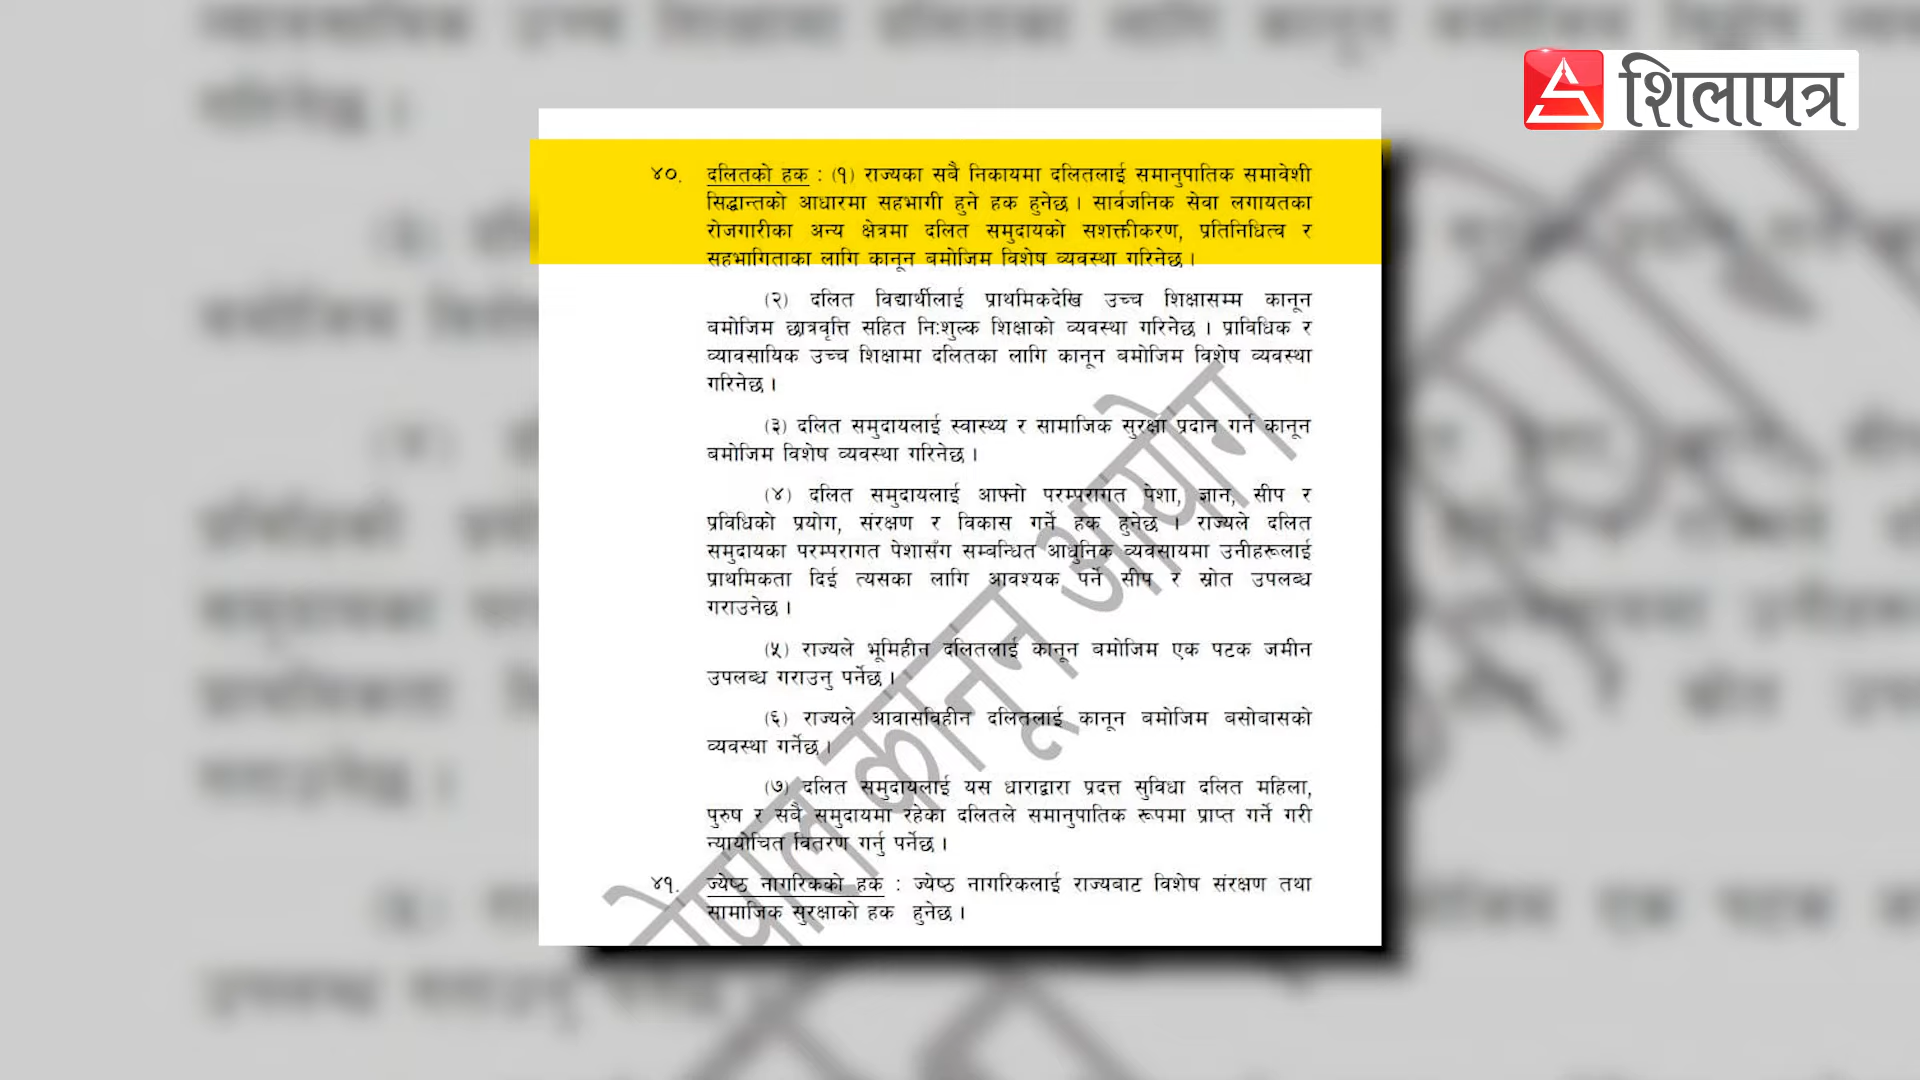 शिलापत्र
४०. दलितको हक : (१) राज्यका सबै निकायमा दलितलाई समानुपातिक समावेशी
सिद्धान्तको आधारमा सहभागी हुने हक हुनेछ । सार्वजनिक सेवा लगायतका
रोजगारीका अन्य क्षेत्रमा दलित समुदायको सशक्तीकरण, प्रतिनिधित्व र
सहभागिताका लागि कानून बमोजिम विशेष व्यवस्था गरिनेछ ।
(२) दलित विद्यार्थीलाई प्राथमिकदेखि उच्च शिक्षासम्म कानून
बमोजिम छात्रवृत्ति सहित निःशुल्क शिक्षाको व्यवस्था गरिनेछ । प्राविधिक र
व्यावसायिक उच्च शिक्षामा दलितका लागि कानून बमोजिम विशेष व्यवस्था
गरिनेछ ।
(३) दलित समुदायलाई स्वास्थ्य र सामाजिक सुरक्षा प्रदान गर्न कानून
बमोजिम विशेष व्यवस्था गरिनेछ ।
(४) दलित समुदायलाई आफ्नो परम्परागत पेशा, ज्ञान, सीप र
प्रविधिको प्रयोग, संरक्षण र विकास गर्ने हक हुनेछ । राज्यले दलित
समुदायका परम्परागत पेशासँग सम्बन्धित आधुनिक व्यवसायमा उनीहरूलाई
प्राथमिकता दिई त्यसका लागि आवश्यक पर्ने सीप र स्रोत उपलब्ध
गराउनेछ ।
(५) राज्यले भूमिहीन दलितलाई कानून बमोजिम एक पटक जमीन
उपलब्ध गराउनु पर्नेछ ।
(६) राज्यले आवासविहीन दलितलाई कानून बमोजिम बसोबासको
व्यवस्था गर्नेछ ।
(७) दलित समुदायलाई यस धाराद्वारा प्रदत्त सुविधा दलित महिला,
पुरुष र सबै समुदायमा रहेका दलितले समानुपातिक रूपमा प्राप्त गर्ने गरी
न्यायोचित वितरण गर्नु पर्नेछ ।
४१. ज्येष्ठ नागरिकको हक : ज्येष्ठ नागरिकलाई राज्यबाट विशेष संरक्षण तथा
सामाजिक सुरक्षाको हक हुनेछ ।
नेपाल कानून आयोग